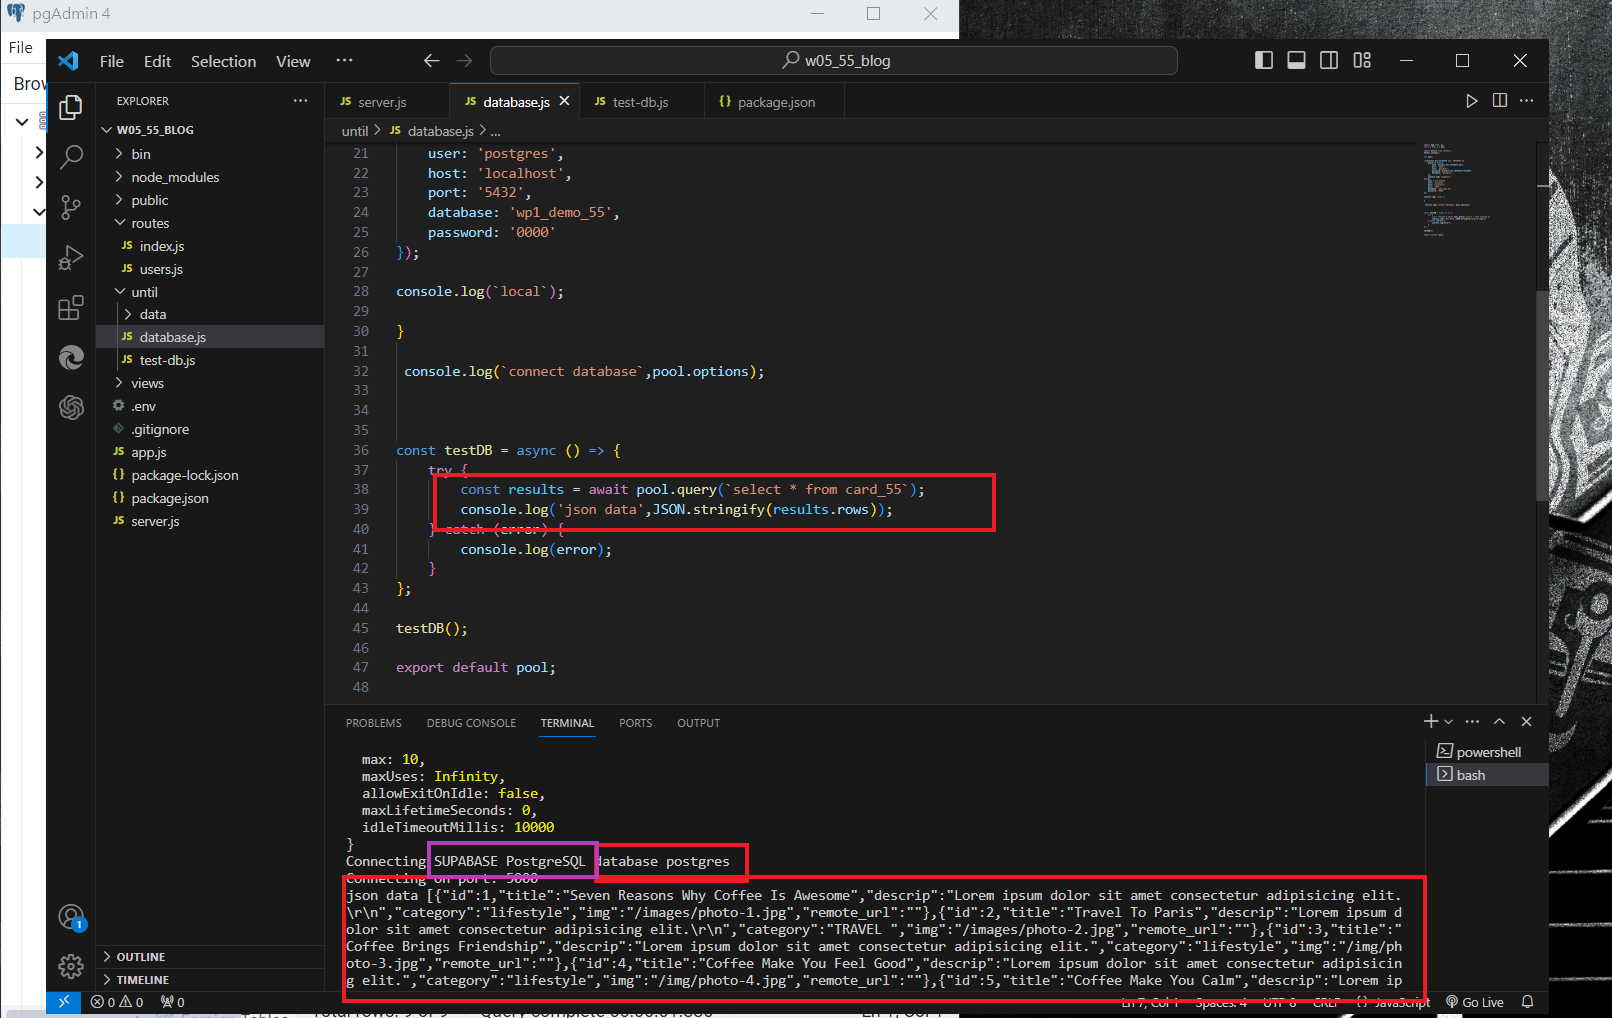 pgAdmin 4
File
Brow
File Edit Selection View ...
w05_55_blog
EXPLORER
W05_55_BLOG
bin
node_modules
public
routes
JS index.js
JS users.js
until
data
JS database.js
JS test-db.js
views
.env
.gitignore
JS app.js
{} package-lock.json
{} package.json
JS server.js
OUTLINE
TIMELINE
JS server.js
JS database.js
JS test-db.js
{} package.json
until > JS database.js > ...
21 user: 'postgres',
22 host: 'localhost',
23 port: '5432',
24 database: 'wp1_demo_55',
25 password: '0000'
26 });
27
28 console.log(`local`);
29
30 }
31
32 console.log(`connect database`,pool.options);
33
34
35
36 const testDB = async () => {
37 try {
38 const results = await pool.query(`select * from card_55`);
39 console.log('json data',JSON.stringify(results.rows));
40 } catch (error) {
41 console.log(error);
42 }
43 };
44
45 testDB();
46
47 export default pool;
48
PROBLEMS DEBUG CONSOLE TERMINAL PORTS OUTPUT
powershell
bash
max: 10,
maxUses: Infinity,
allowExitOnIdle: false,
maxLifetimeSeconds: 0,
idleTimeoutMillis: 10000
}
Connecting SUPABASE PostgreSQL database postgres
Connecting on port: 5000
json data [{"id":1,"title":"Seven Reasons Why Coffee Is Awesome","descrip":"Lorem ipsum dolor sit amet consectetur adipisicing elit.
\r\n","category":"lifestyle","img":"/images/photo-1.jpg","remote_url":""},{"id":2,"title":"Travel To Paris","descrip":"Lorem ipsum d
olor sit amet consectetur adipisicing elit.\r\n","category":"TRAVEL ","img":"/images/photo-2.jpg","remote_url":""},{"id":3,"title":"
Coffee Brings Friendship","descrip":"Lorem ipsum dolor sit amet consectetur adipisicing elit.","category":"lifestyle","img":"/img/ph
oto-3.jpg","remote_url":""},{"id":4,"title":"Coffee Make You Feel Good","descrip":"Lorem ipsum dolor sit amet consectetur adipisicin
g elit.","category":"lifestyle","img":"/img/photo-4.jpg","remote_url":""},{"id":5,"title":"Coffee Make You Calm","descrip":"Lorem ip
1
0 0 0
Ln 7, Col 1 Spaces: 4 UTF-8 CRLF {} JavaScript Go Live